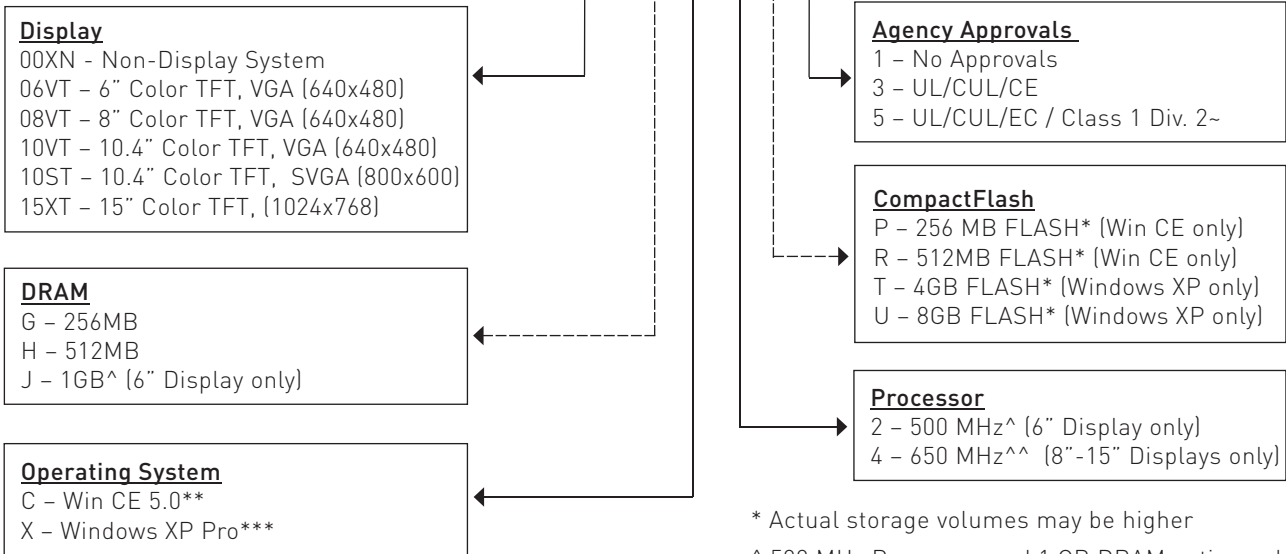 Display
00XN - Non-Display System
06VT – 6” Color TFT, VGA (640x480)
08VT – 8” Color TFT, VGA (640x480)
10VT – 10.4” Color TFT, VGA (640x480)
10ST – 10.4” Color TFT, SVGA (800x600)
15XT – 15” Color TFT, (1024x768)
DRAM
G – 256MB
H – 512MB
J – 1GB^ (6” Display only)
Operating System
C – Win CE 5.0**
X – Windows XP Pro***
Agency Approvals
1 – No Approvals
3 – UL/CUL/CE
5 – UL/CUL/EC / Class 1 Div. 2~
CompactFlash
P – 256 MB FLASH* (Win CE only)
R – 512MB FLASH* (Win CE only)
T – 4GB FLASH* (Windows XP only)
U – 8GB FLASH* (Windows XP only)
Processor
2 – 500 MHz^ (6” Display only)
4 – 650 MHz^^ (8”-15” Displays only)
* Actual storage volumes may be higher